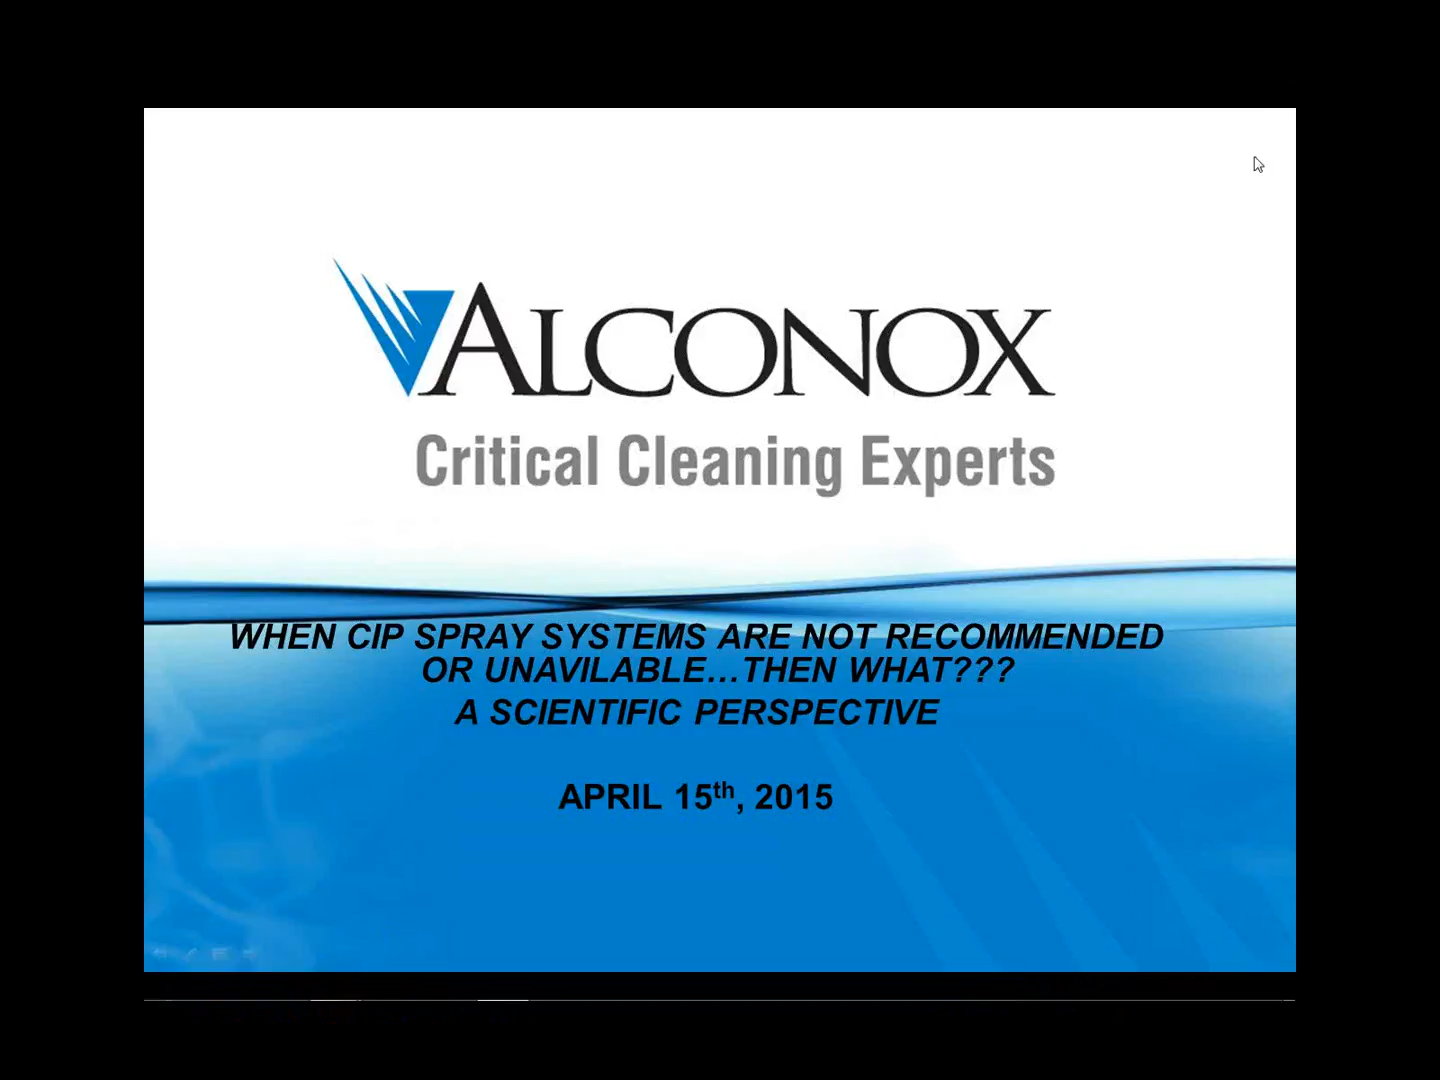 ALCONOX
Critical Cleaning Experts
WHEN CIP SPRAY SYSTEMS ARE NOT RECOMMENDED
OR UNAVILABLE…THEN WHAT???
A SCIENTIFIC PERSPECTIVE
APRIL 15th, 2015